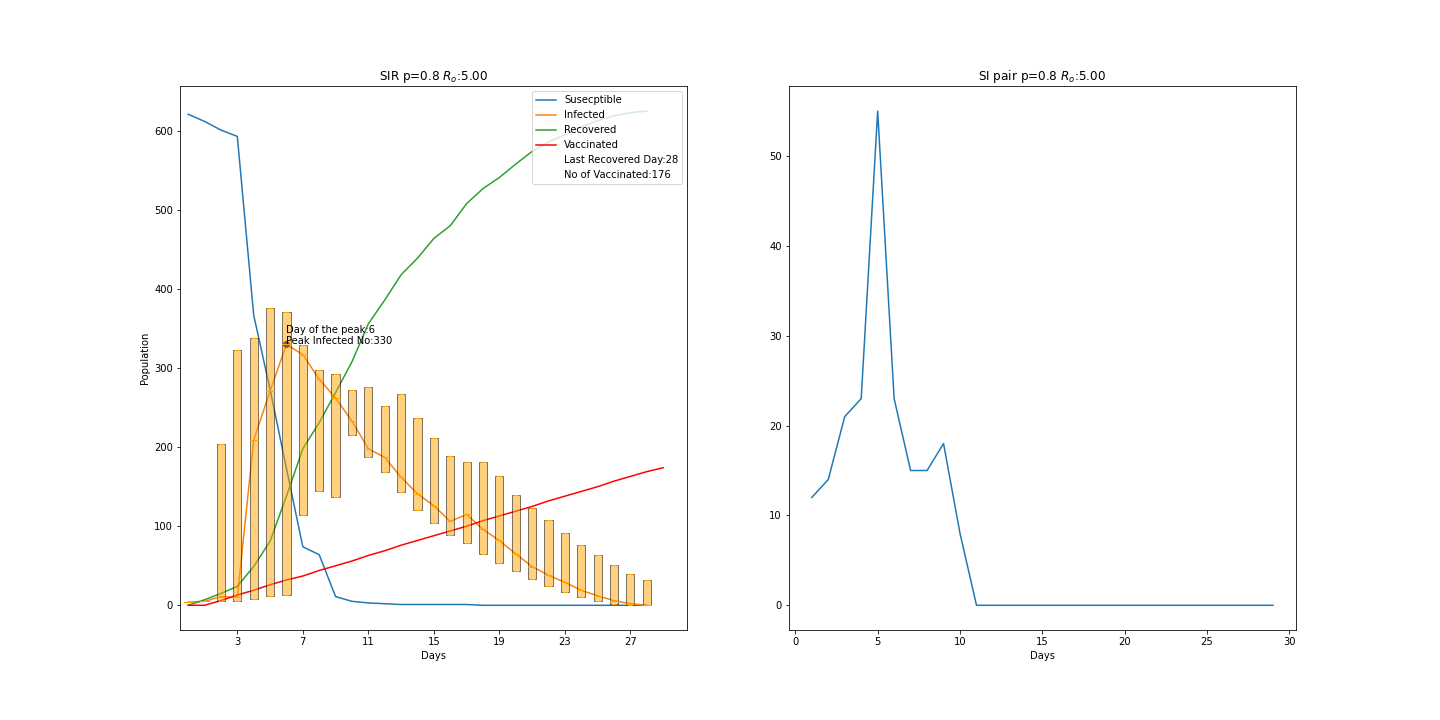 SIR p=0.8 Rₒ:5.00
Susecptible
Infected
Recovered
Vaccinated
Last Recovered Day:28
No of Vaccinated:176
Day of the peak:6
Peak Infected No:330
Population
600
500
400
300
200
100
0
3 7 11 15 19 23 27
Days
SI pair p=0.8 Rₒ:5.00
50
40
30
20
10
0
0 5 10 15 20 25 30
Days